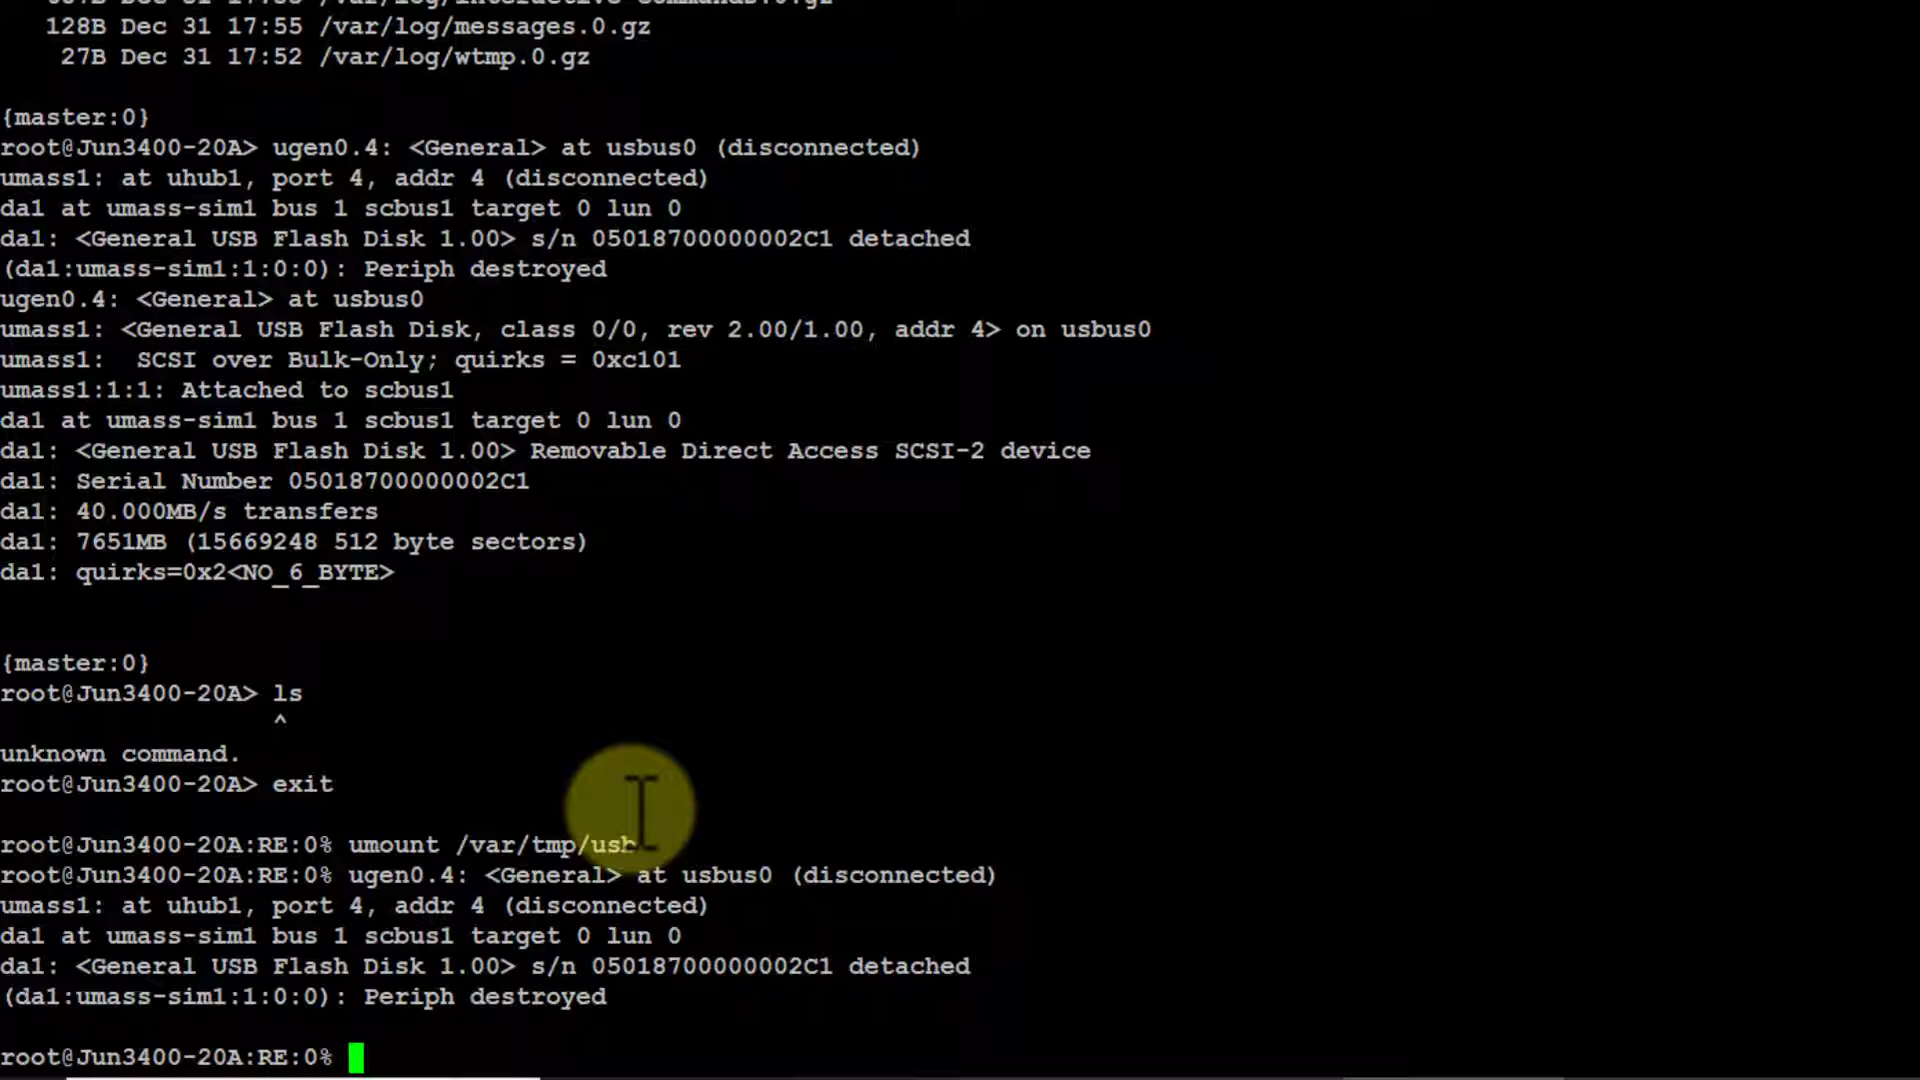 128B Dec 31 17:55 /var/log/messages.0.gz
27B Dec 31 17:52 /var/log/wtmp.0.gz
{master:0}
root@Jun3400-20A> ugen0.4: <General> at usbus0 (disconnected)
umass1: at uhub1, port 4, addr 4 (disconnected)
da1 at umass-sim1 bus 1 scbus1 target 0 lun 0
da1: <General USB Flash Disk 1.00> s/n 05018700000002C1 detached
(da1:umass-sim1:1:0:0): Periph destroyed
ugen0.4: <General> at usbus0
umass1: <General USB Flash Disk, class 0/0, rev 2.00/1.00, addr 4> on usbus0
umass1:  SCSI over Bulk-Only; quirks = 0xc101
umass1:1:1: Attached to scbus1
da1 at umass-sim1 bus 1 scbus1 target 0 lun 0
da1: <General USB Flash Disk 1.00> Removable Direct Access SCSI-2 device
da1: Serial Number 05018700000002C1
da1: 40.000MB/s transfers
da1: 7651MB (15669248 512 byte sectors)
da1: quirks=0x2<NO_6_BYTE>
{master:0}
root@Jun3400-20A> ls
^
unknown command.
root@Jun3400-20A> exit
root@Jun3400-20A:RE:0% umount /var/tmp/usb
root@Jun3400-20A:RE:0% ugen0.4: <General> at usbus0 (disconnected)
umass1: at uhub1, port 4, addr 4 (disconnected)
da1 at umass-sim1 bus 1 scbus1 target 0 lun 0
da1: <General USB Flash Disk 1.00> s/n 05018700000002C1 detached
(da1:umass-sim1:1:0:0): Periph destroyed
root@Jun3400-20A:RE:0%